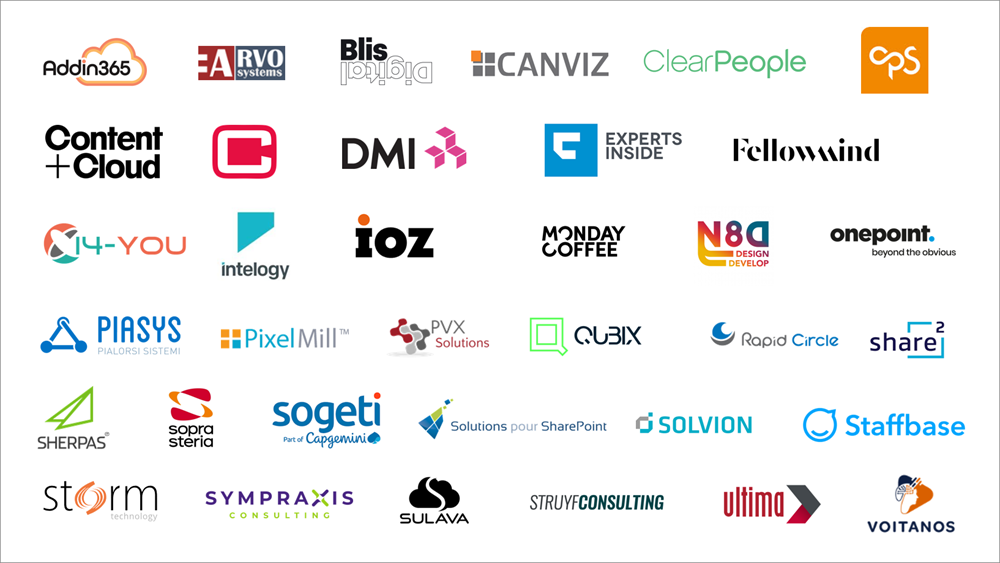 Addin365
ARVO
systems
Blis
Digital
CANVIZ
ClearPeople
cps
Content
+Cloud
C
DMI
EXPERTS
INSIDE
Fellowmind
I4-YOU
intelogy
ioz
MONDAY
COFFEE
N8D
DESIGN
DEVELOP
onepoint.
beyond the obvious
PIASYS
PIALORSI SISTEMI
PixelMill™
PVX
Solutions
QUBIX
Rapid Circle
share2
SHERPAS®
sopra
steria
sogeti
Part of Capgemini
Solutions pour SharePoint
SOLVION
Staffbase
storm
technology
SYMPRAXIS
CONSULTING
SULAVA
STRUYFCONSULTING
ultima
VOITANOS